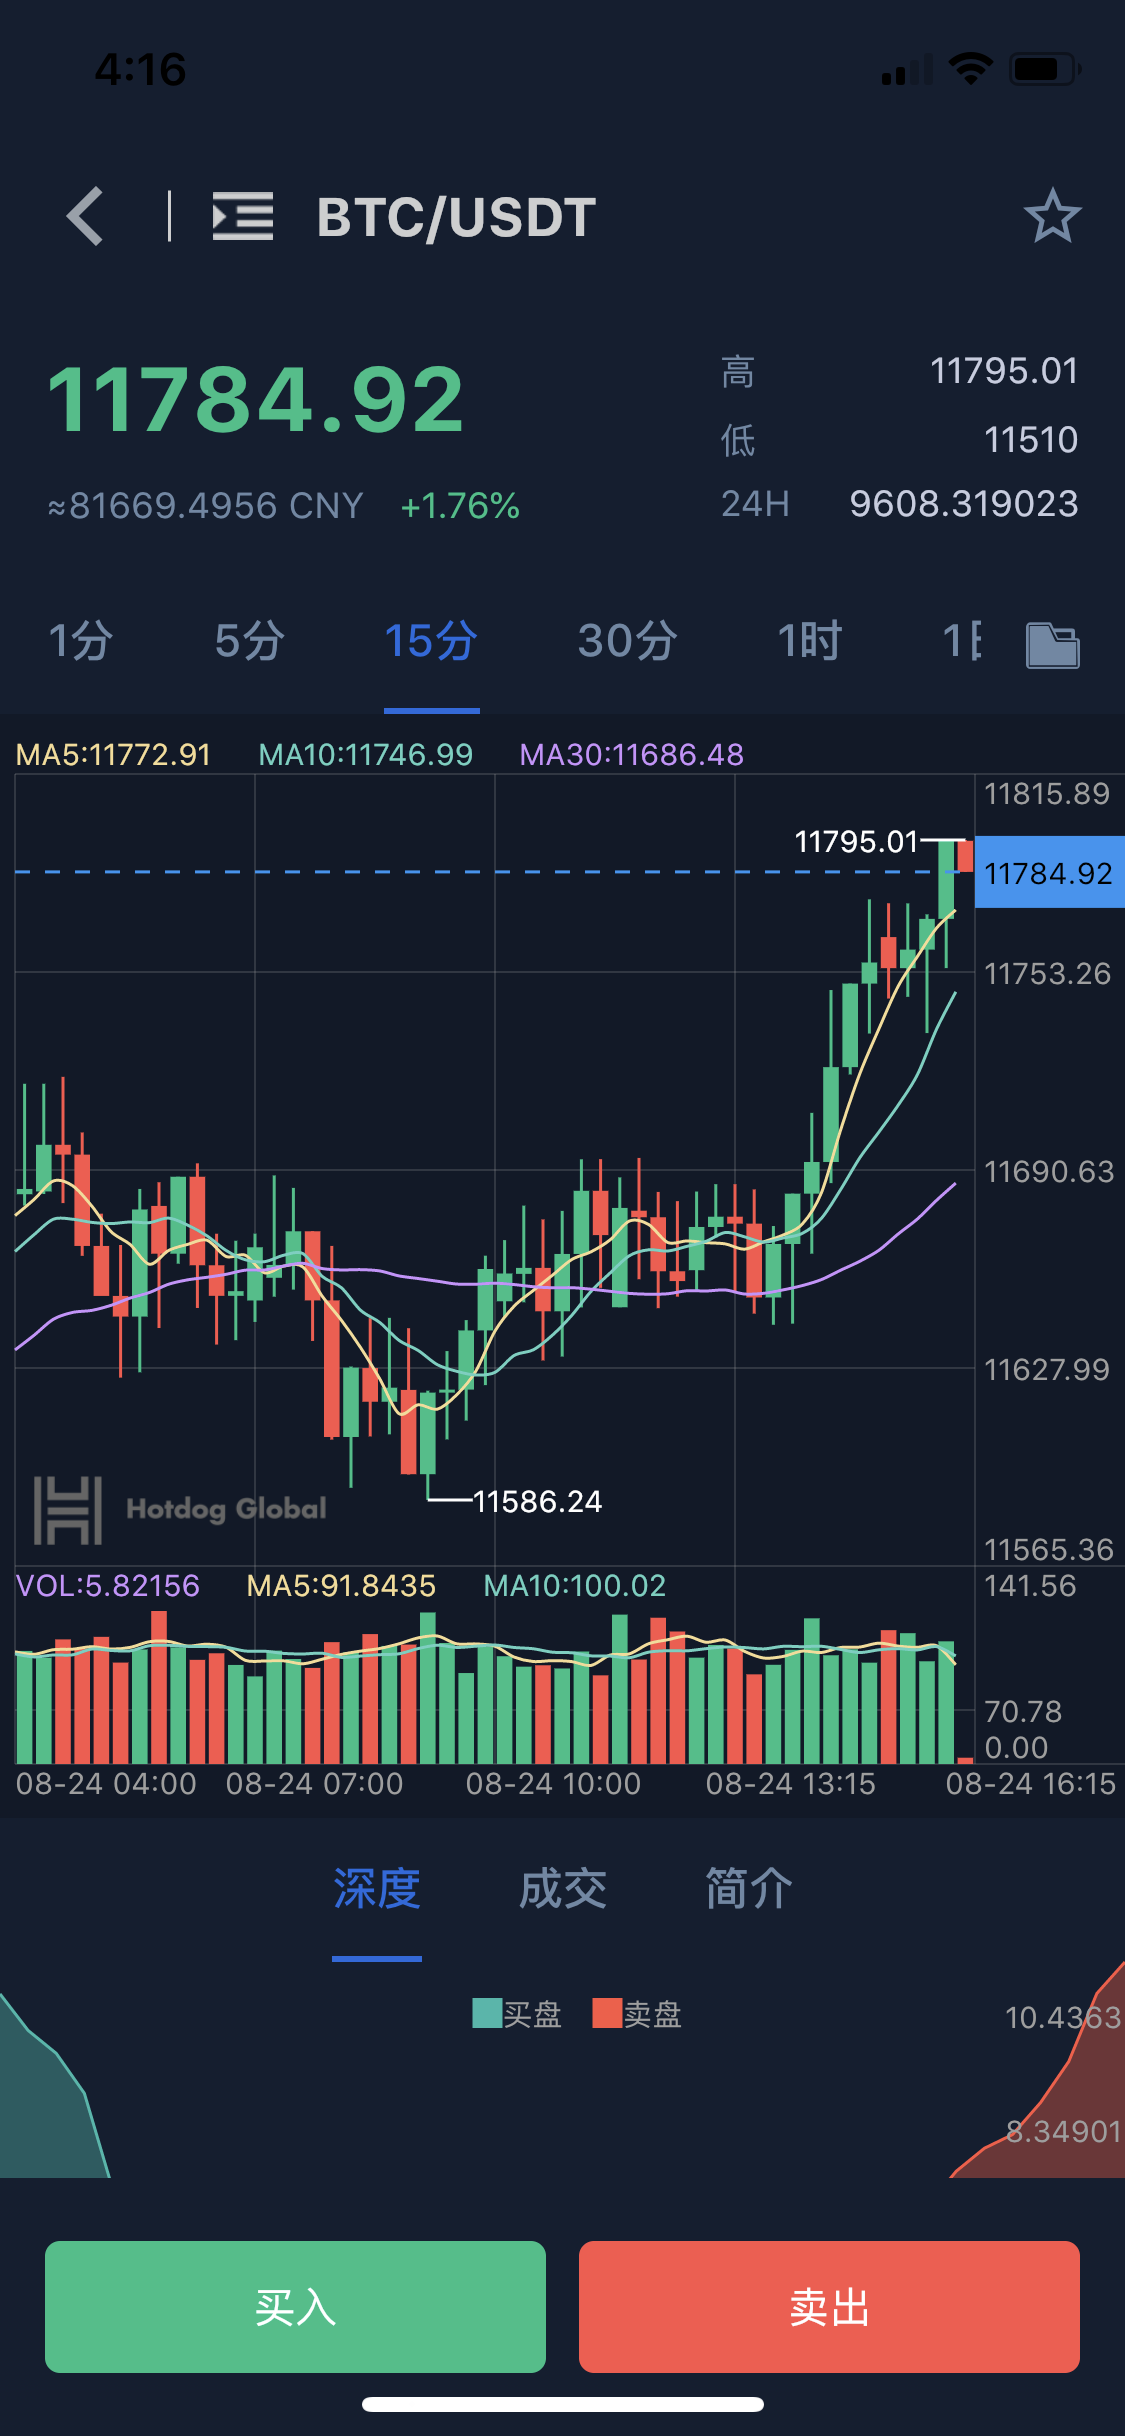 4:16
BTC/USDT
11784.92
高 11795.01
低 11510
≈81669.4956 CNY +1.76%
24H 9608.319023
1分 5分 15分 30分 1时 1
MA5:11772.91 MA10:11746.99 MA30:11686.48
11815.89
11795.01
11784.92
11753.26
11690.63
11627.99
11586.24
Hotdog Global
11565.36
VOL:5.82156 MA5:91.8435 MA10:100.02
141.56
70.78
0.00
08-24 04:00 08-24 07:00 08-24 10:00 08-24 13:15 08-24 16:15
深度 成交 简介
买盘 卖盘
10.4363
8.34901
买入 卖出